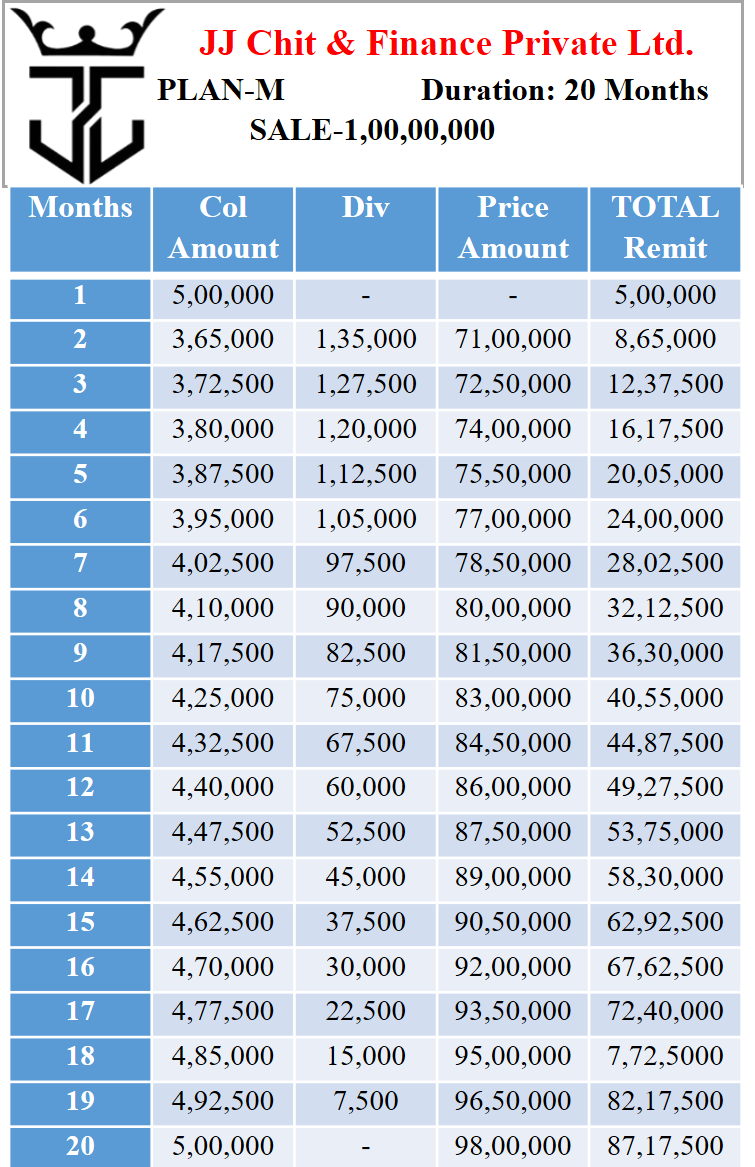 JJ Chit & Finance Private Ltd.
PLAN-M Duration: 20 Months
SALE-1,00,00,000
Months Col Amount Div Price Amount TOTAL Remit
1 5,00,000 - - 5,00,000
2 3,65,000 1,35,000 71,00,000 8,65,000
3 3,72,500 1,27,500 72,50,000 12,37,500
4 3,80,000 1,20,000 74,00,000 16,17,500
5 3,87,500 1,12,500 75,50,000 20,05,000
6 3,95,000 1,05,000 77,00,000 24,00,000
7 4,02,500 97,500 78,50,000 28,02,500
8 4,10,000 90,000 80,00,000 32,12,500
9 4,17,500 82,500 81,50,000 36,30,000
10 4,25,000 75,000 83,00,000 40,55,000
11 4,32,500 67,500 84,50,000 44,87,500
12 4,40,000 60,000 86,00,000 49,27,500
13 4,47,500 52,500 87,50,000 53,75,000
14 4,55,000 45,000 89,00,000 58,30,000
15 4,62,500 37,500 90,50,000 62,92,500
16 4,70,000 30,000 92,00,000 67,62,500
17 4,77,500 22,500 93,50,000 72,40,000
18 4,85,000 15,000 95,00,000 7,72,5000
19 4,92,500 7,500 96,50,000 82,17,500
20 5,00,000 - 98,00,000 87,17,500